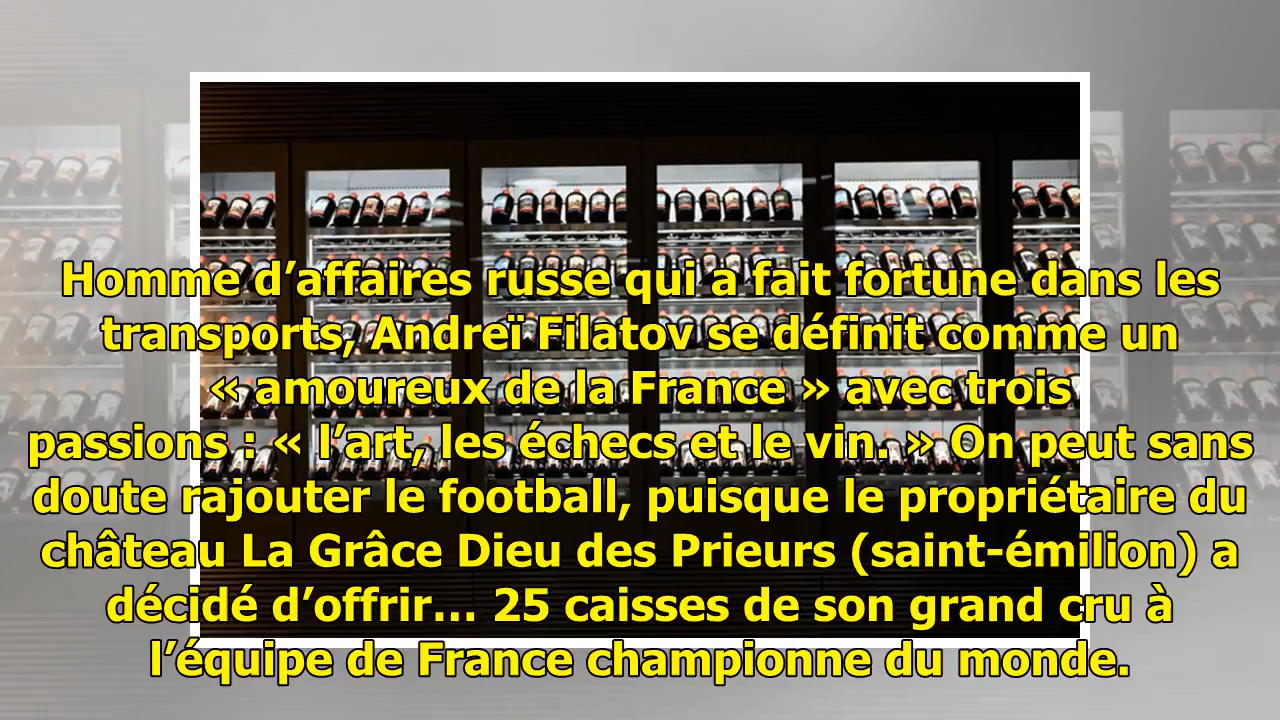 Homme d’affaires russe qui a fait fortune dans les
transports, Andreï Filatov se définit comme un
« amoureux de la France » avec trois
passions : « l’art, les échecs et le vin. » On peut sans
doute rajouter le football, puisque le propriétaire du
château La Grâce Dieu des Prieurs (saint-émilion) a
décidé d’offrir… 25 caisses de son grand cru à
l’équipe de France championne du monde.